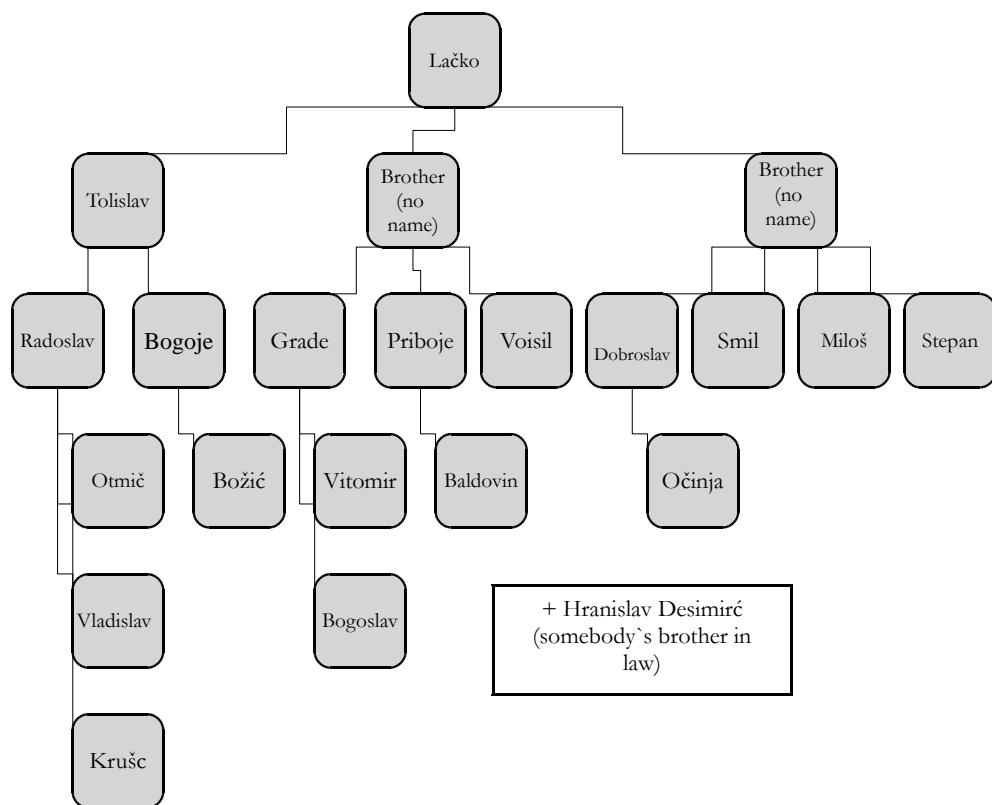 Lačko
Tolislav
Brother
(no
name)
Brother
(no
name)
Radoslav
Bogoje
Grade
Priboje
Voisil
Dobroslav
Smil
Miloš
Stepan
Otmič
Božić
Vitomir
Baldovin
Očinja
Vladislav
Bogoslav
+ Hranislav Desimirć
(somebody`s brother in
law)
Krušc